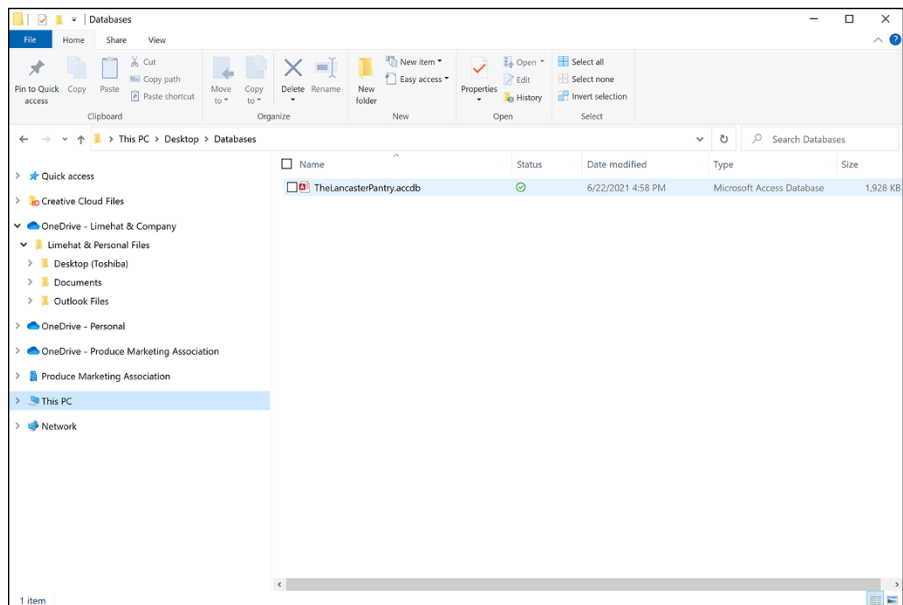 Databases
File Home Share View
Pin to Quick access
Copy
Paste
Cut
Copy path
Paste shortcut
Move to
Copy to
Delete
Rename
New folder
New item
Easy access
Properties
Open
Edit
History
Select all
Select none
Invert selection
Clipboard Organize New Open Select
This PC > Desktop > Databases
Search Databases
Name Status Date modified Type Size
TheLancasterPantry.accdb 6/22/2021 4:58 PM Microsoft Access Database 1,928 KB
Quick access
Creative Cloud Files
OneDrive - Limehat & Company
Limehat & Personal Files
Desktop (Toshiba)
Documents
Outlook Files
OneDrive - Personal
OneDrive - Produce Marketing Association
Produce Marketing Association
This PC
Network
1 item